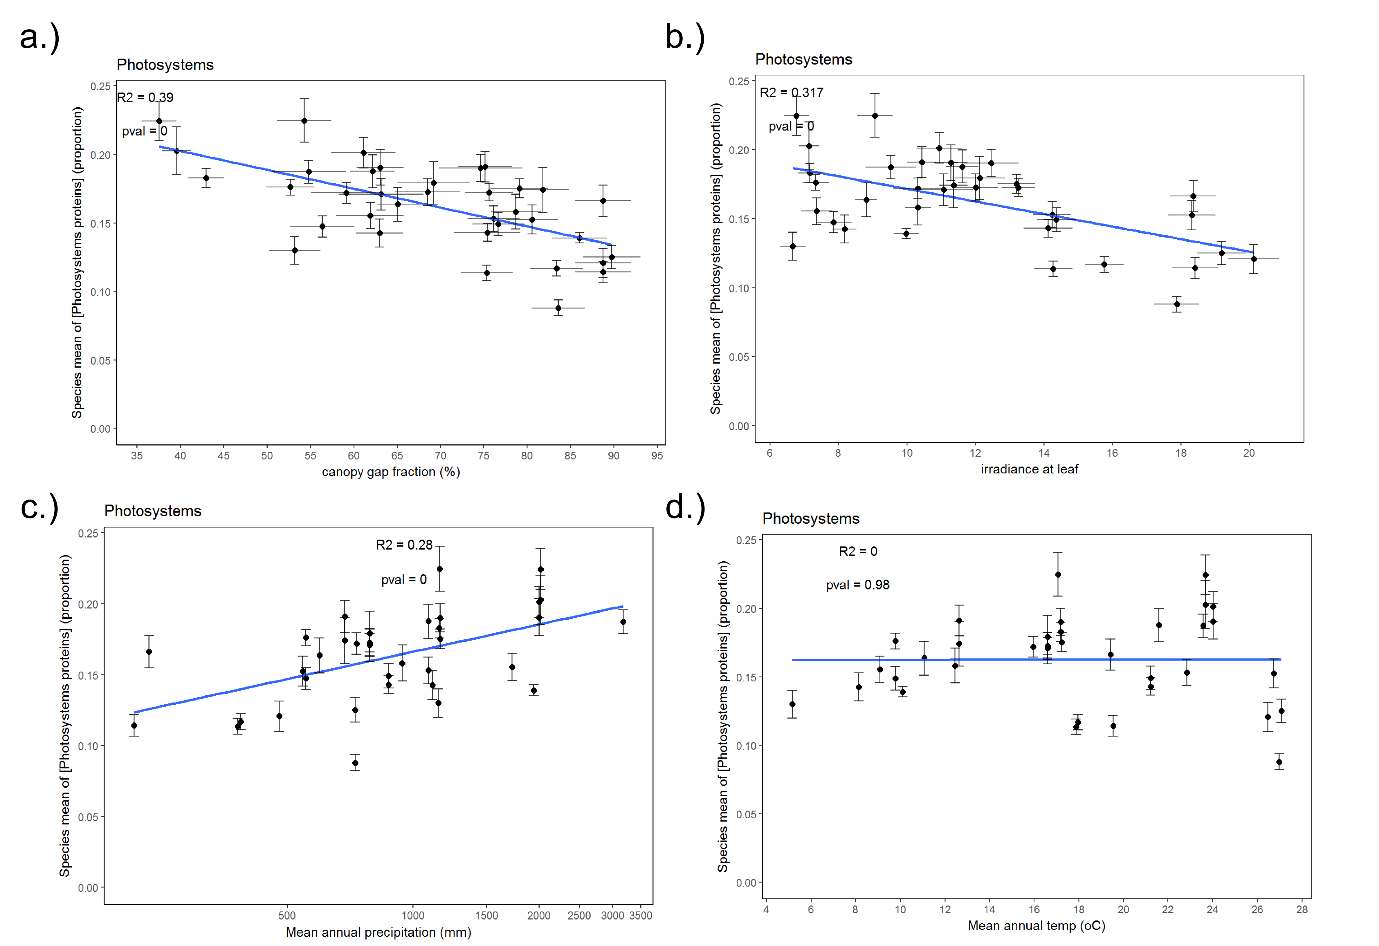 a.)
Photosystems
R2 = 0.39
pval = 0
0.25
0.20
0.15
0.10
0.05
0.00
Species mean of [Photosystems proteins] (proportion)
35 40 45 50 55 60 65 70 75 80 85 90 95
canopy gap fraction (%)
b.)
Photosystems
R2 = 0.317
pval = 0
0.25
0.20
0.15
0.10
0.05
0.00
Species mean of [Photosystems proteins] (proportion)
6 8 10 12 14 16 18 20
irradiance at leaf
c.)
Photosystems
R2 = 0.28
pval = 0
0.25
0.20
0.15
0.10
0.05
0.00
Species mean of [Photosystems proteins] (proportion)
500 1000 1500 2000 2500 3000 3500
Mean annual precipitation (mm)
d.)
Photosystems
R2 = 0
pval = 0.98
0.25
0.20
0.15
0.10
0.05
0.00
Species mean of [Photosystems proteins] (proportion)
4 6 8 10 12 14 16 18 20 22 24 26 28
Mean annual temp (oC)